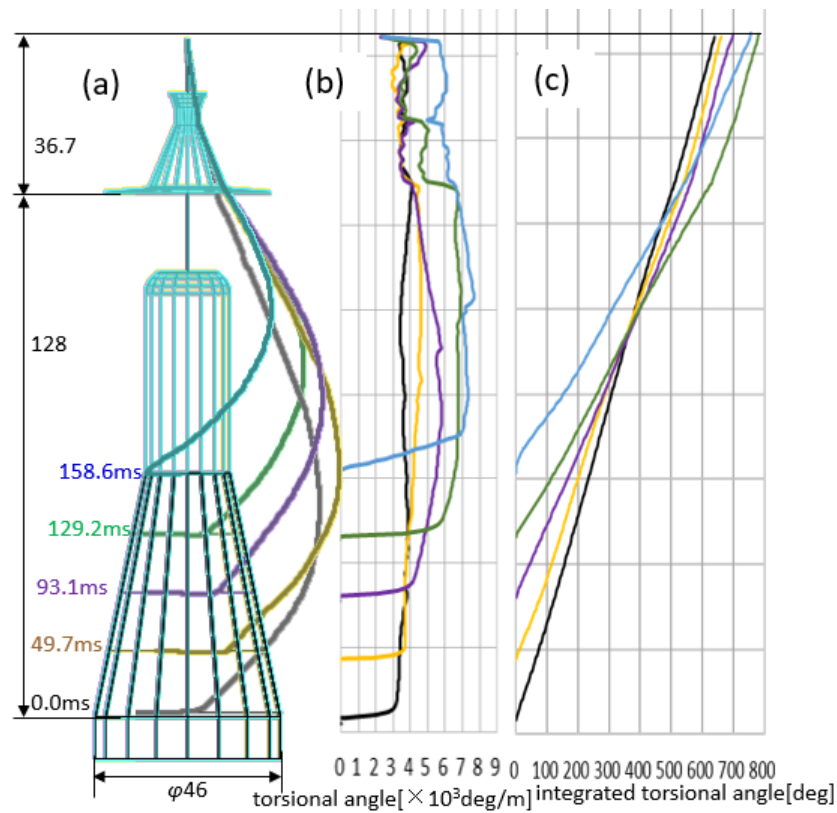 (a)
(b)
(c)
36.7
128
158.6ms
129.2ms
93.1ms
49.7ms
0.0ms
φ46
0 1 2 3 4 5 6 7 8 9
torsional angle[×10³deg/m]
0 100 200 300 400 500 600 700 800
integrated torsional angle[deg]